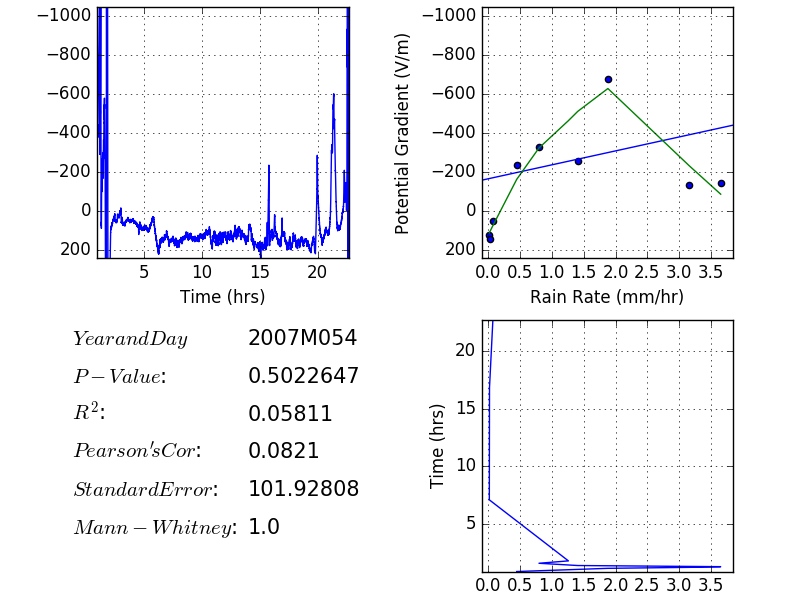 −1000
−800
−600
−400
−200
0
200
5 10 15 20
Time (hrs)
Potential Gradient (V/m)
−1000
−800
−600
−400
−200
0
200
0.0 0.5 1.0 1.5 2.0 2.5 3.0 3.5
Rain Rate (mm/hr)
YearandDay 2007M054
P−Value: 0.5022647
R²: 0.05811
Pearson'sCor: 0.0821
StandardError: 101.92808
Mann−Whitney: 1.0
Time (hrs)
20
15
10
5
0.0 0.5 1.0 1.5 2.0 2.5 3.0 3.5